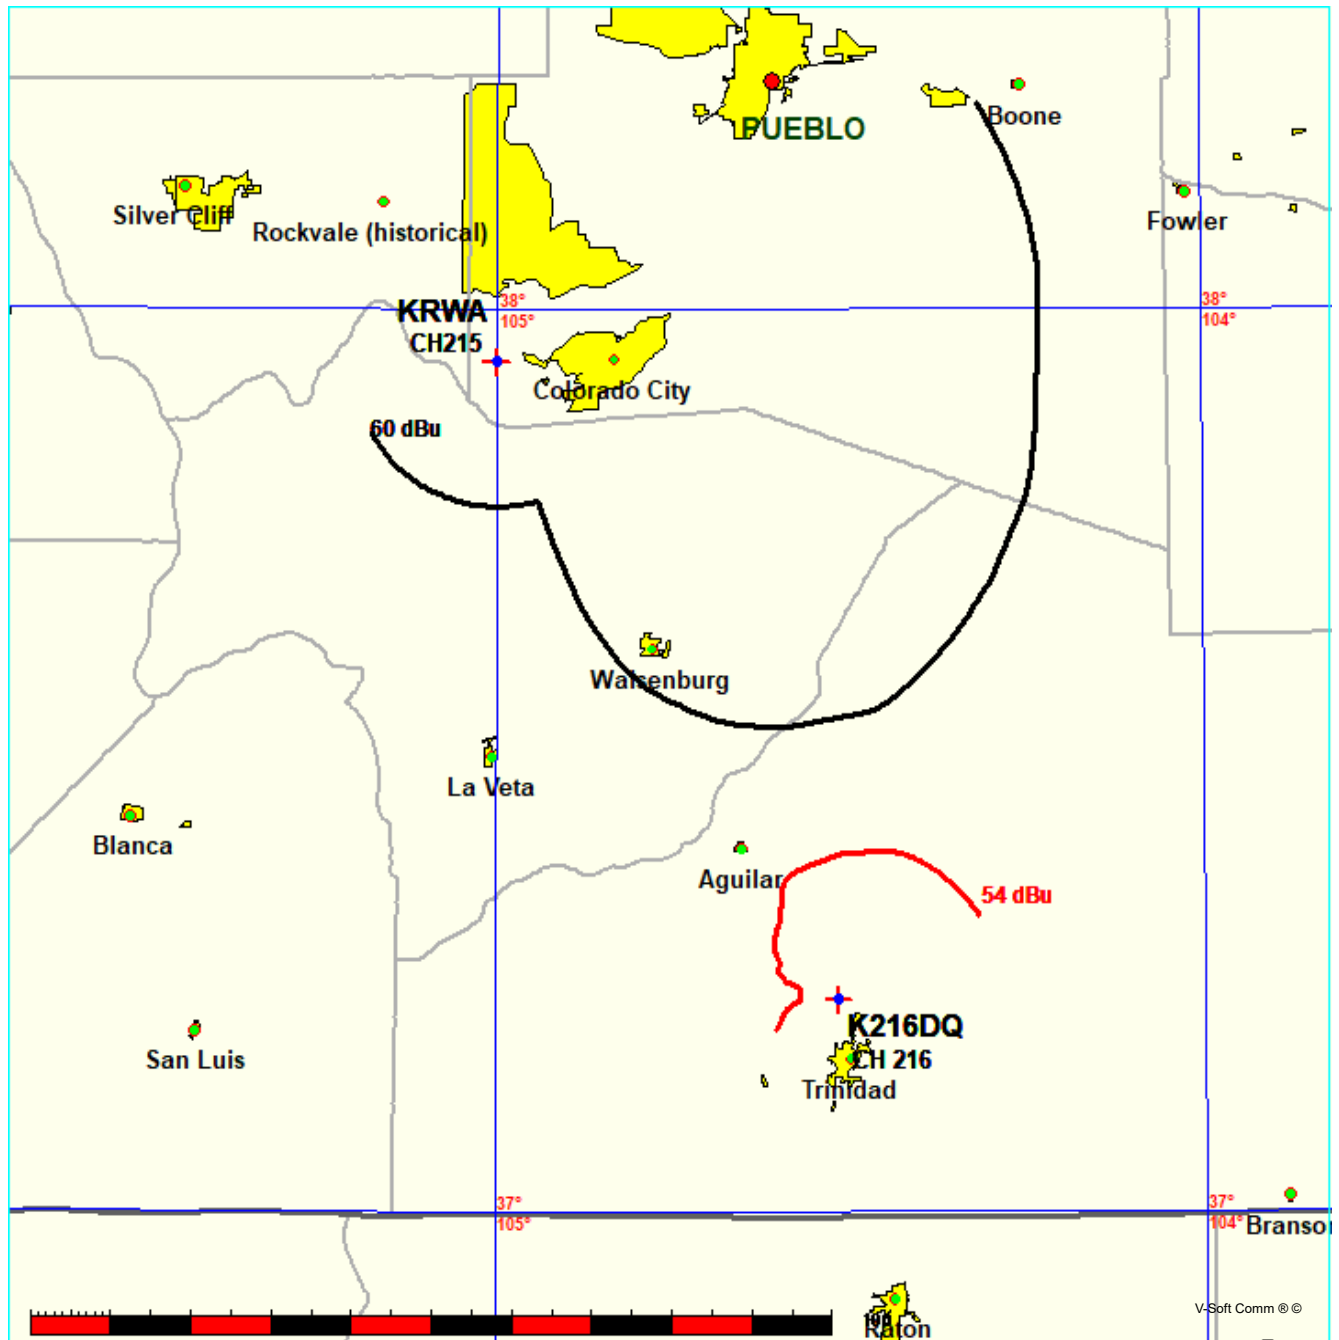 PUEBLO
Boone
Silver Cliff
Rockvale (historical)
Fowler
38°
105°
38°
104°
KRWA
CH215
Colorado City
60 dBu
Walsenburg
La Veta
Blanca
Aguilar
54 dBu
K216DQ
CH 216
Trinidad
San Luis
37°
105°
37°
104°
Branson
V-Soft Comm ® ©
100
Raton